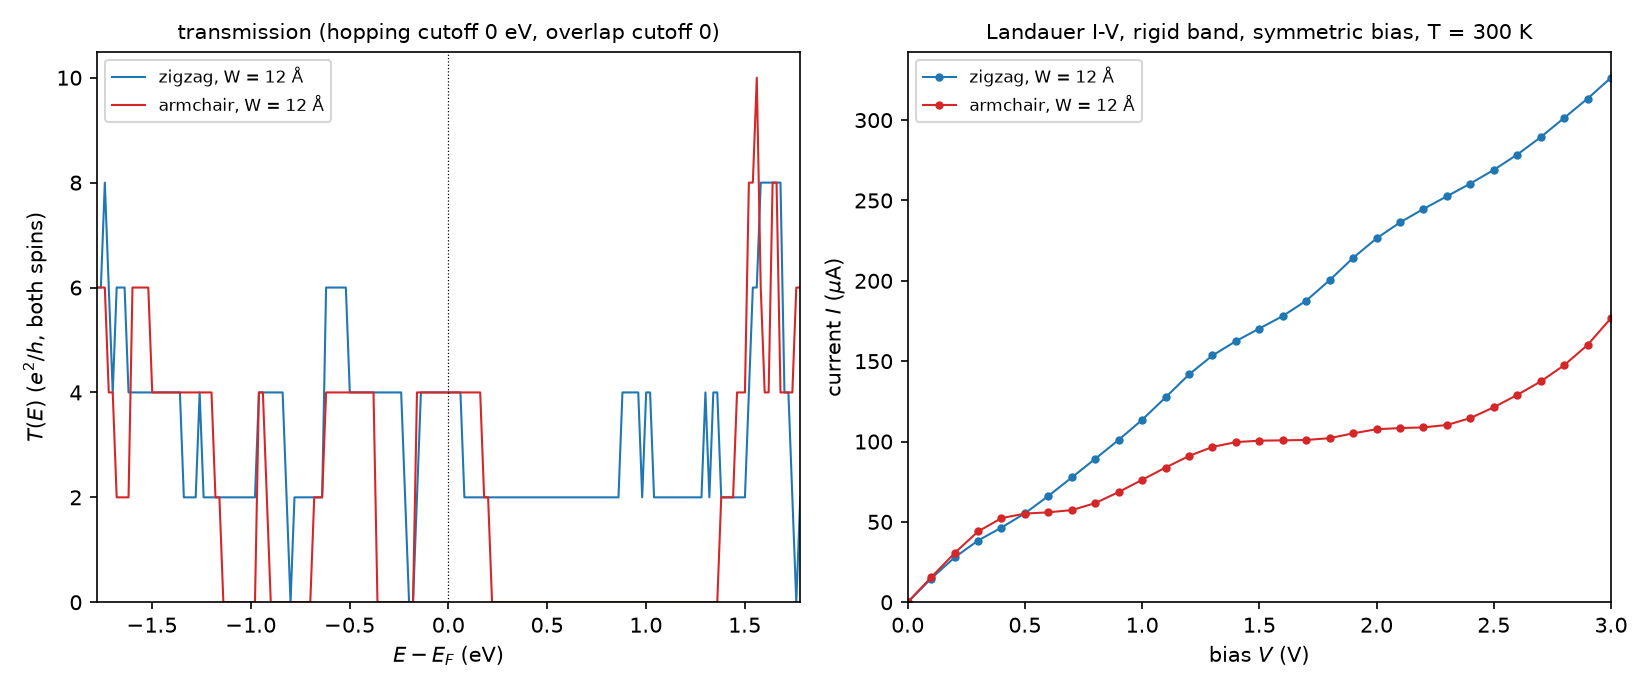 transmission (hopping cutoff 0 eV, overlap cutoff 0)
zigzag, W = 12 Å
armchair, W = 12 Å
T(E) (e²/h, both spins)
10
8
6
4
2
0
−1.5 −1.0 −0.5 0.0 0.5 1.0 1.5
E − E_F (eV)
Landauer I-V, rigid band, symmetric bias, T = 300 K
zigzag, W = 12 Å
armchair, W = 12 Å
current I (μA)
300
250
200
150
100
50
0
0.0 0.5 1.0 1.5 2.0 2.5 3.0
bias V (V)